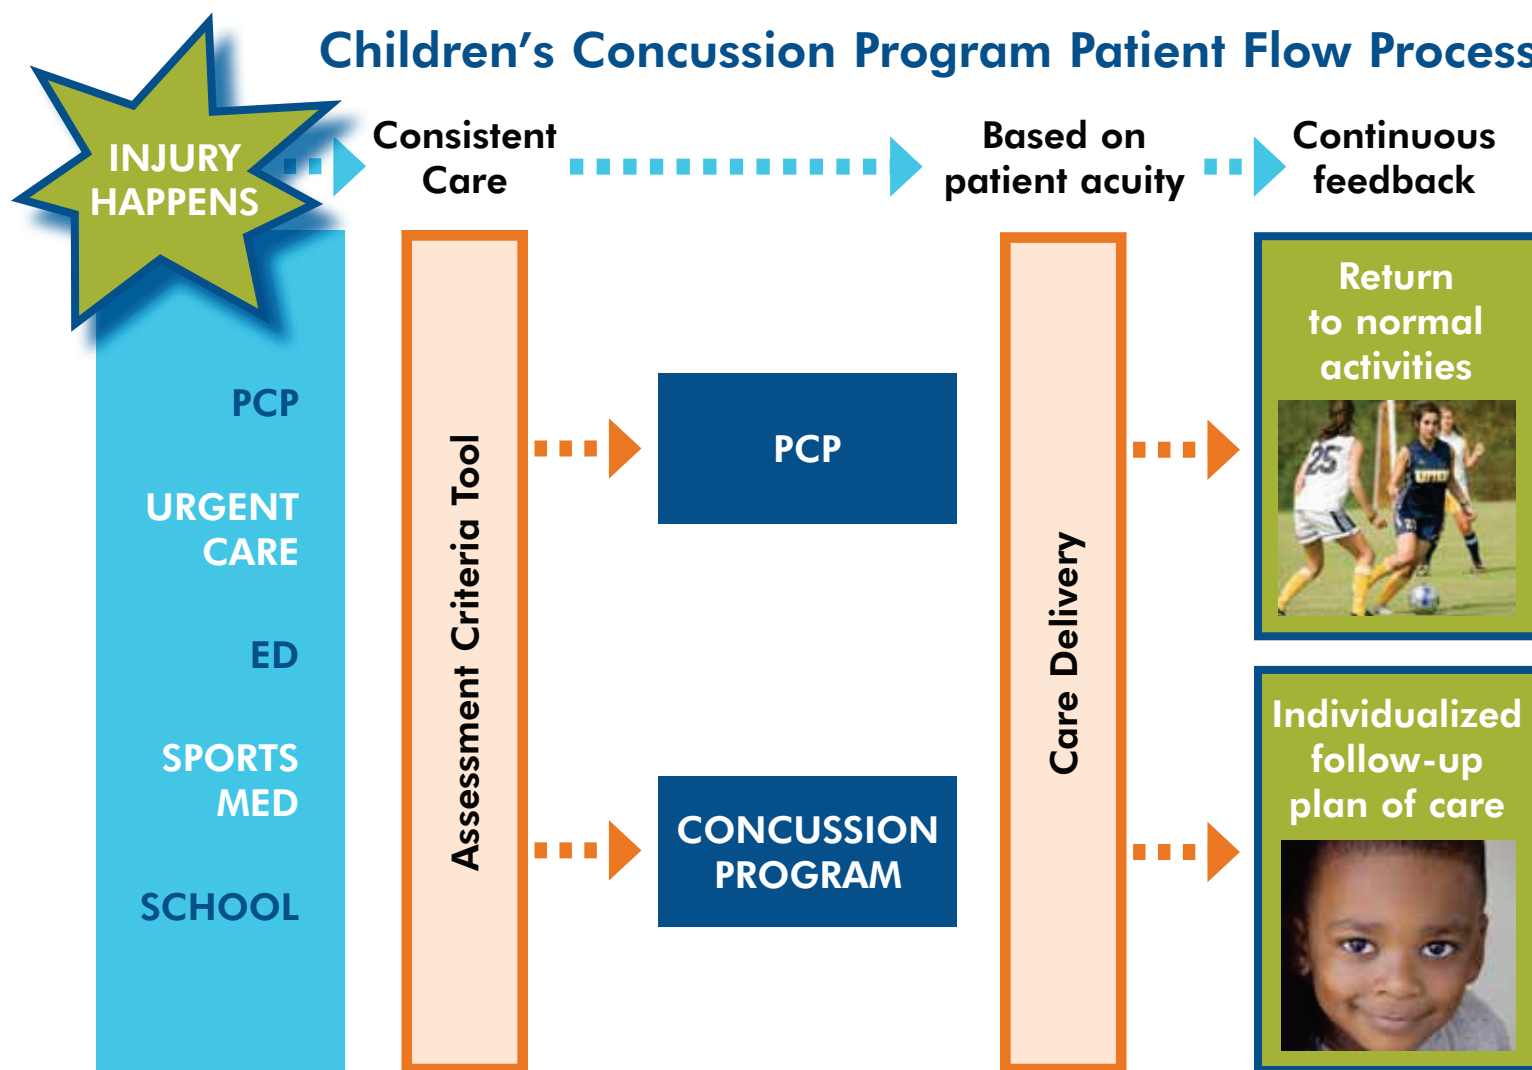 Children’s Concussion Program Patient Flow Process
INJURY
HAPPENS
Consistent
Care
Based on
patient acuity
Continuous
feedback
PCP
URGENT
CARE
ED
SPORTS
MED
SCHOOL
Assessment Criteria Tool
PCP
CONCUSSION
PROGRAM
Care Delivery
Return
to normal
activities
25
Individualized
follow-up
plan of care